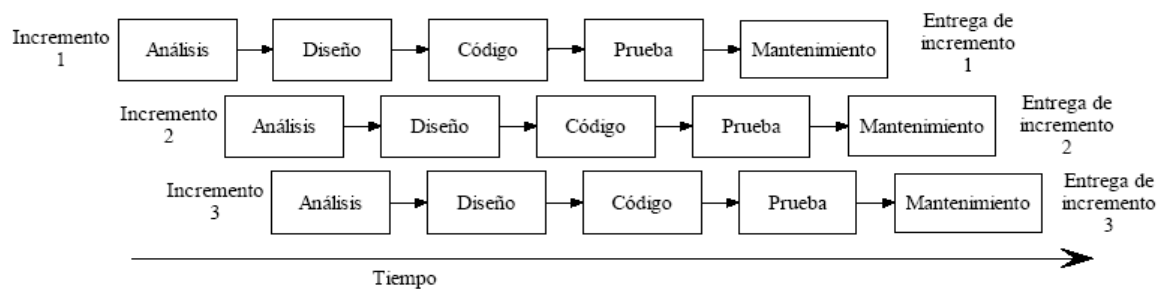 Incremento
1
Análisis
Diseño
Código
Prueba
Mantenimiento
Entrega de
incremento
1
Incremento
2
Análisis
Diseño
Código
Prueba
Mantenimiento
Entrega de
incremento
2
Incremento
3
Análisis
Diseño
Código
Prueba
Mantenimiento
Entrega de
incremento
3
Tiempo